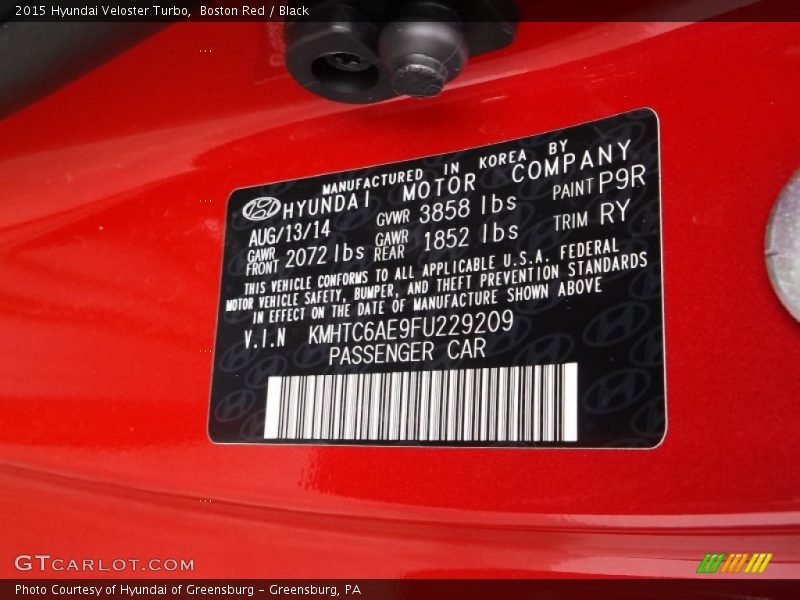 2015 Hyundai Veloster Turbo, Boston Red / Black
MANUFACTURED IN KOREA BY
HYUNDAI MOTOR COMPANY
AUG/13/14 GVWR 3858 lbs PAINT P9R
GAWR FRONT 2072 lbs GAWR REAR 1852 lbs TRIM RY
THIS VEHICLE CONFORMS TO ALL APPLICABLE U.S.A. FEDERAL
MOTOR VEHICLE SAFETY, BUMPER, AND THEFT PREVENTION STANDARDS
IN EFFECT ON THE DATE OF MANUFACTURE SHOWN ABOVE
V.I.N KMHTC6AE9FU229209
PASSENGER CAR
GTCARLOT.COM
Photo Courtesy of Hyundai of Greensburg - Greensburg, PA